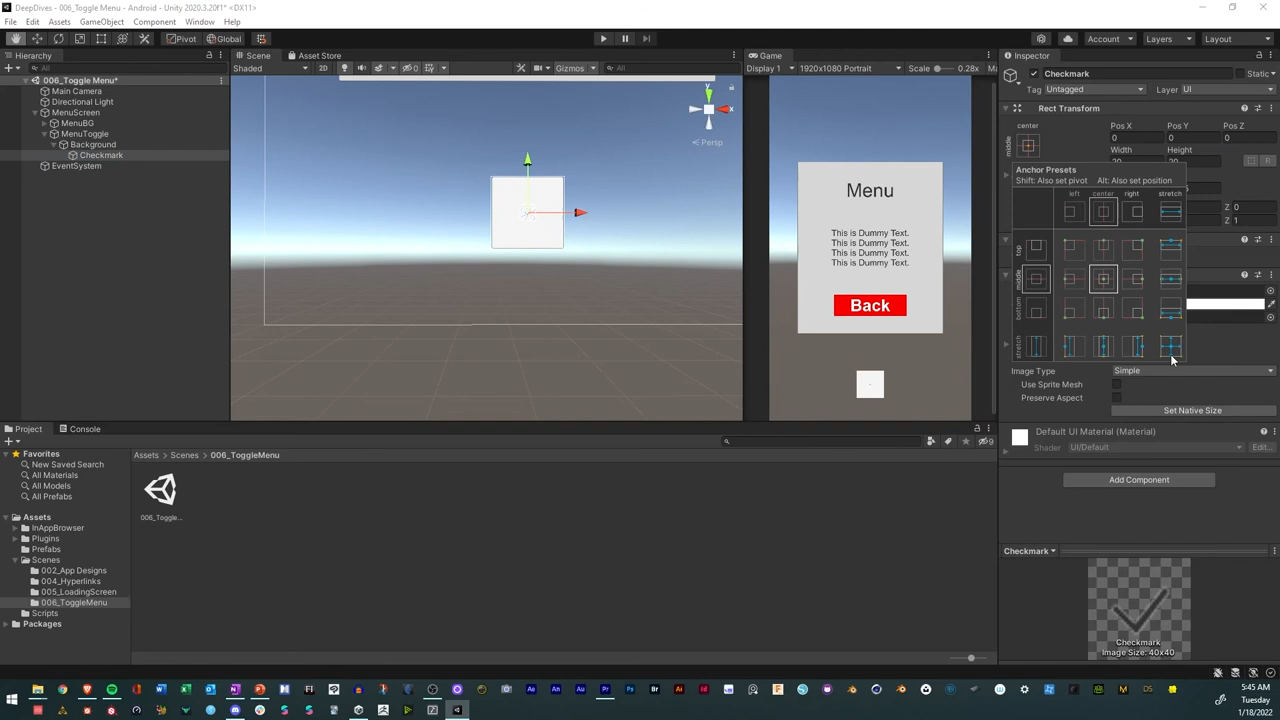 DeepDives - 006_Toggle Menu - Android - Unity 2020.3.20f1* <DX11>
File Edit Assets GameObject Component Window Help
Pivot Global
Account Layers Layout
Hierarchy
All
006_Toggle Menu*
Main Camera
Directional Light
MenuScreen
MenuBG
MenuToggle
Background
Checkmark
EventSystem
Scene Asset Store
Shaded 2D 0 Gizmos All
y
x
Persp
Game
Display 1 1920x1080 Portrait Scale 0.28x
Menu
This is Dummy Text.
This is Dummy Text.
This is Dummy Text.
This is Dummy Text.
Back
Inspector
Checkmark Static
Tag Untagged Layer UI
Rect Transform
center
middle
Pos X Pos Y Pos Z
0 0 0
Width Height
R
Anchor Presets
Shift: Also set pivot Alt: Also set position
left center right stretch
top
middle
bottom
stretch
Z 0
Z 1
Image Type Simple
Use Sprite Mesh
Preserve Aspect
Set Native Size
Default UI Material (Material)
Shader UI/Default Edit...
Add Component
Checkmark
Checkmark
Image Size: 40x40
Project Console
9
Favorites
New Saved Search
All Materials
All Models
All Prefabs
Assets
InAppBrowser
Plugins
Prefabs
Scenes
002_App Designs
004_Hyperlinks
005_LoadingScreen
006_ToggleMenu
Scripts
Packages
Assets Scenes 006_ToggleMenu
006_Toggle...
5:45 AM
Tuesday
1/18/2022